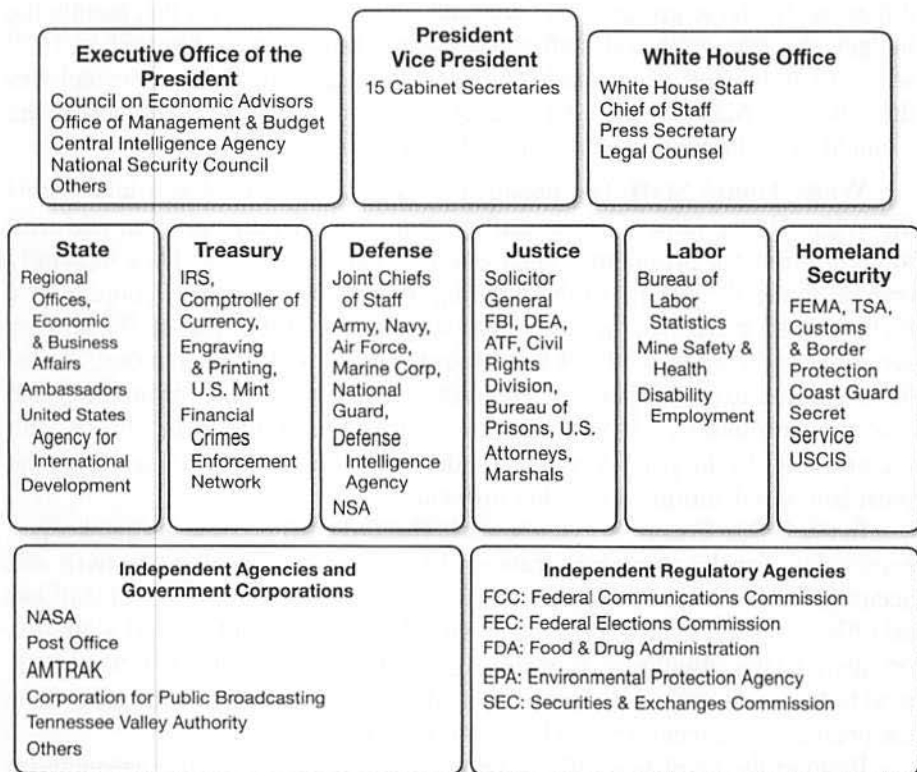 Executive Office of the
President
Council on Economic Advisors
Office of Management & Budget
Central Intelligence Agency
National Security Council
Others
President
Vice President
15 Cabinet Secretaries
White House Office
White House Staff
Chief of Staff
Press Secretary
Legal Counsel
State
Regional
Offices,
Economic
& Business
Affairs
Ambassadors
United States
Agency for
International
Development
Treasury
IRS,
Comptroller of
Currency,
Engraving
& Printing,
U.S. Mint
Financial
Crimes
Enforcement
Network
Defense
Joint Chiefs
of Staff
Army, Navy,
Air Force,
Marine Corp,
National
Guard,
Defense
Intelligence
Agency
NSA
Justice
Solicitor
General
FBI, DEA,
ATF, Civil
Rights
Division,
Bureau of
Prisons, U.S.
Attorneys,
Marshals
Labor
Bureau of
Labor
Statistics
Mine Safety &
Health
Disability
Employment
Homeland
Security
FEMA, TSA,
Customs
& Border
Protection
Coast Guard
Secret
Service
USCIS
Independent Agencies and
Government Corporations
NASA
Post Office
AMTRAK
Corporation for Public Broadcasting
Tennessee Valley Authority
Others
Independent Regulatory Agencies
FCC: Federal Communications Commission
FEC: Federal Elections Commission
FDA: Food & Drug Administration
EPA: Environmental Protection Agency
SEC: Securities & Exchanges Commission